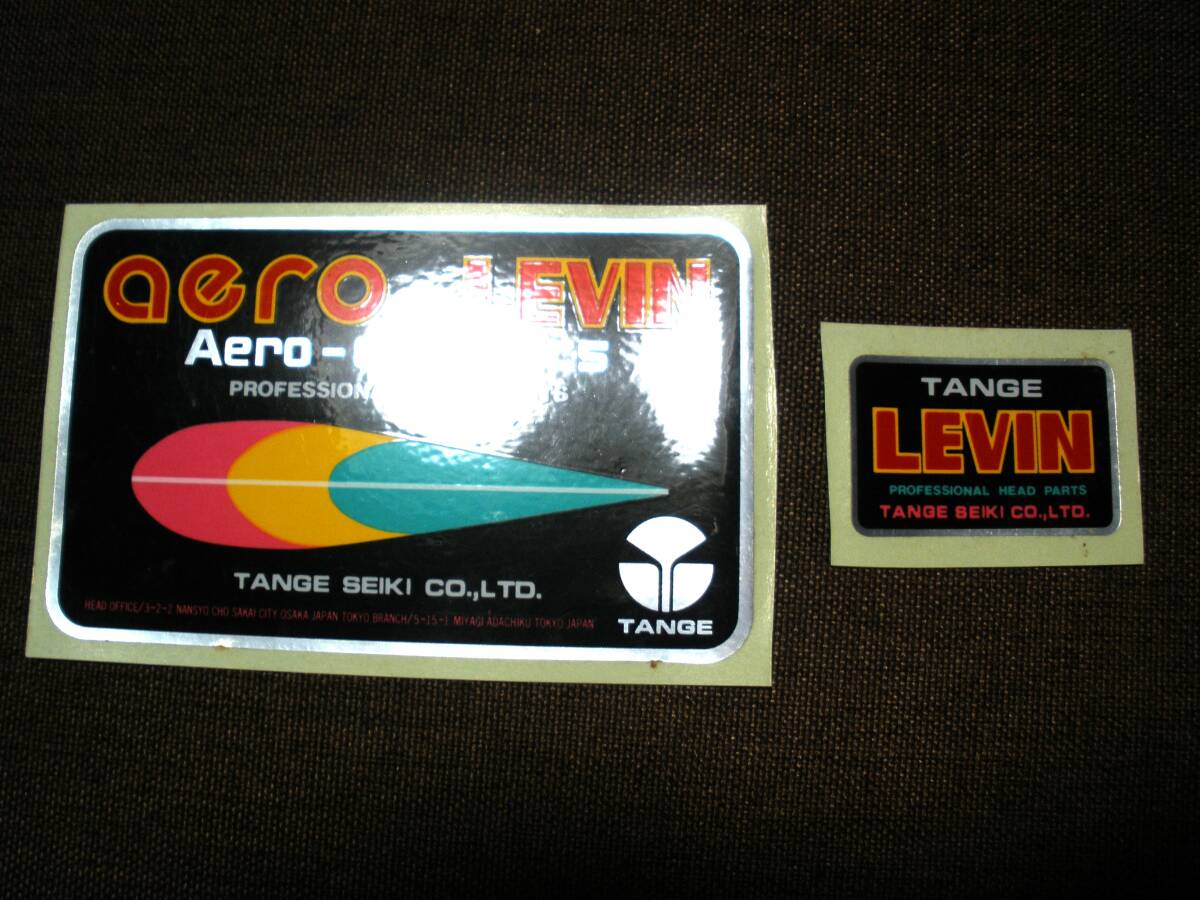 aero LEVIN
Aero-
TANGE SEIKI CO.,LTD.
HEAD OFFICE/3-2-2 NANSYO CHO SAKAI CITY OSAKA JAPAN TOKYO BRANCH/5-15-1 MIYAGI ADACHIKU TOKYO JAPAN
TANGE
TANGE
LEVIN
PROFESSIONAL HEAD PARTS
TANGE SEIKI CO.,LTD.